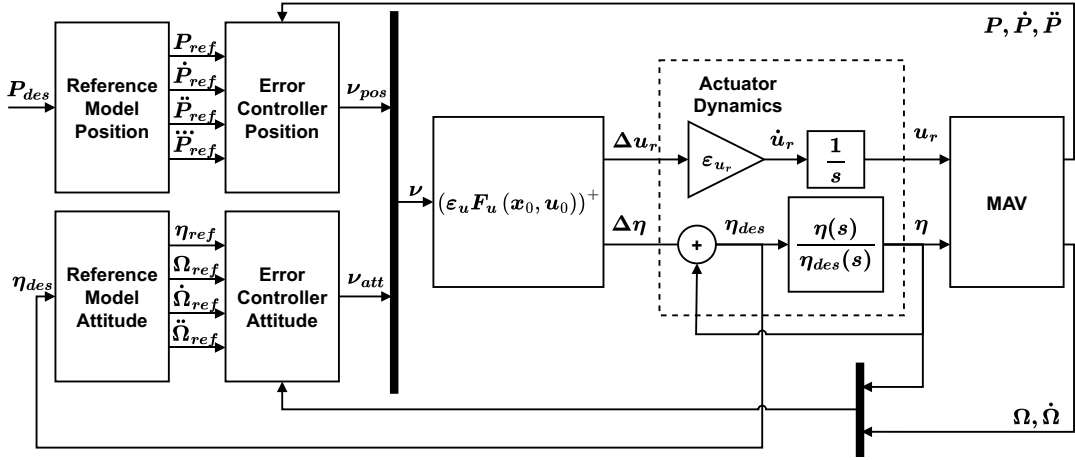 P, Ṗ, P̈
P_des
Reference
Model
Position
P_ref
Ṗ_ref
P̈_ref
P⃛_ref
Error
Controller
Position
ν_pos
Actuator
Dynamics
ν
(ε_u F_u (x_0, u_0))^+
Δu_r
ε_{u_r}
u̇_r
1
s
u_r
Δη
+
η_des
η(s)
η_des(s)
η
MAV
η_des
Reference
Model
Attitude
η_ref
Ω_ref
Ω̇_ref
Ω̈_ref
Error
Controller
Attitude
ν_att
Ω, Ω̇